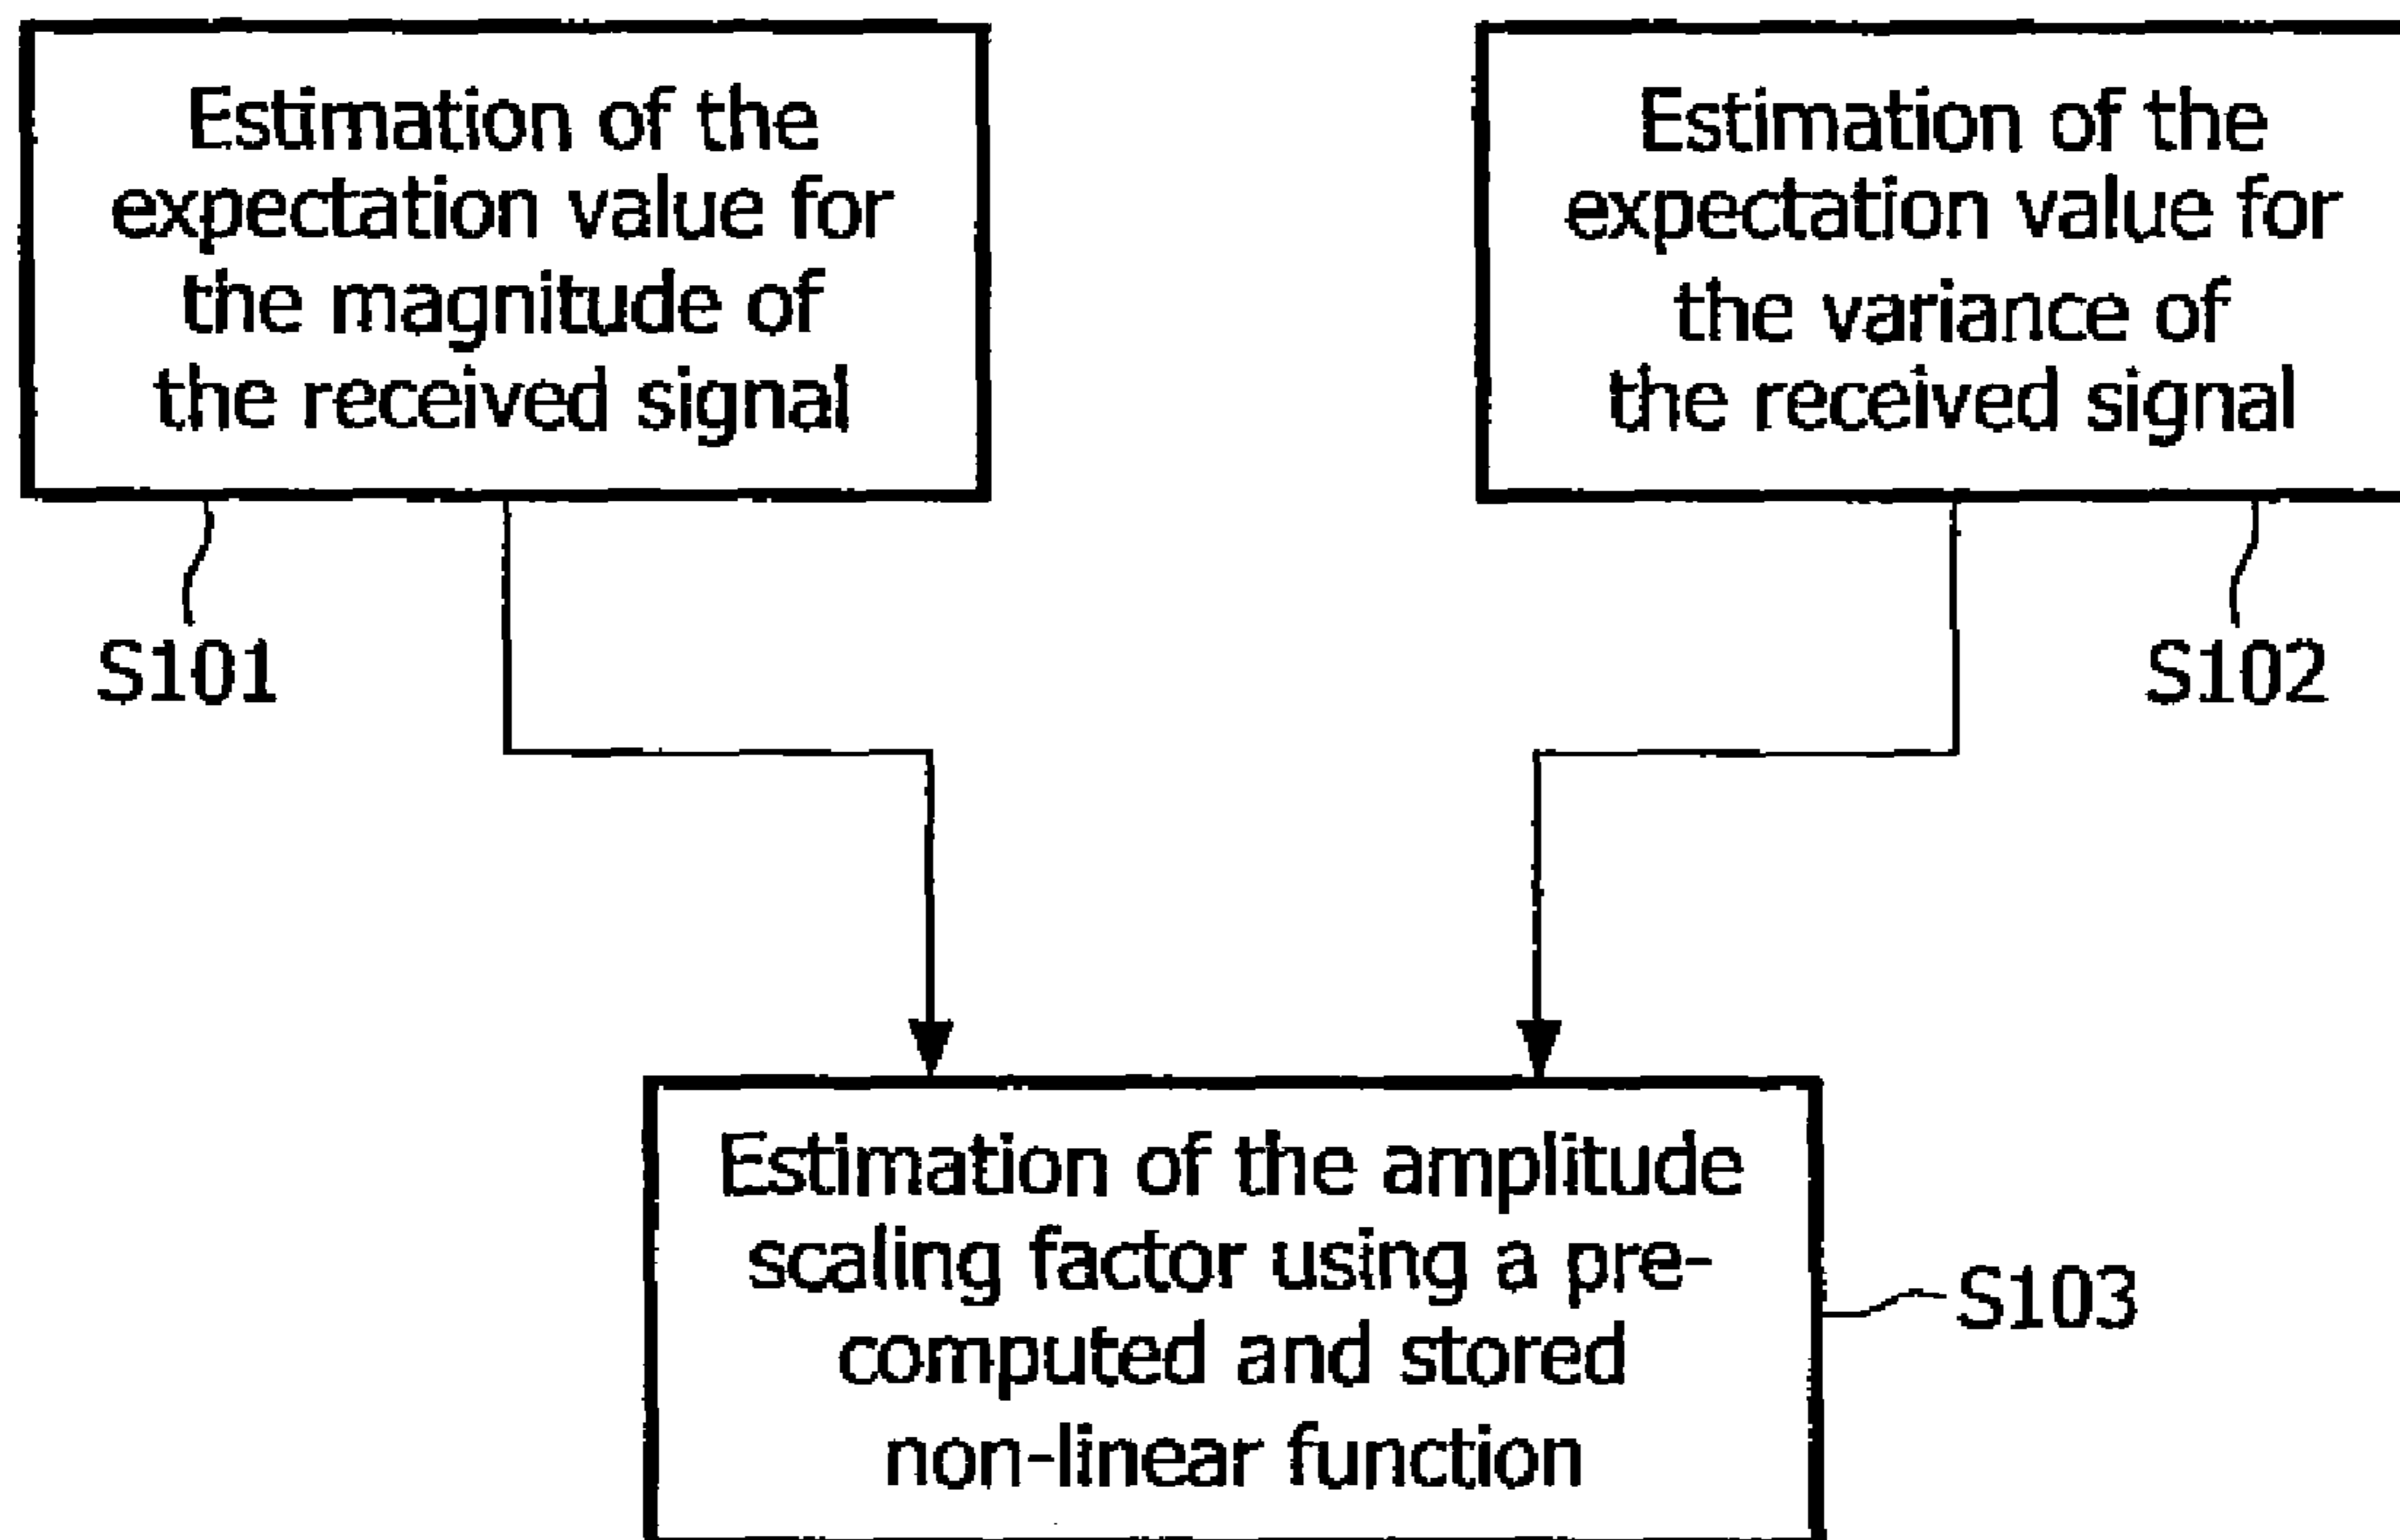 Estimation of the
expectation value for
the magnitude of
the received signal
Estimation of the
expectation value for
the variance of
the received signal
S101
S102
Estimation of the amplitude
scaling factor using a pre-
computed and stored
non-linear function
S103